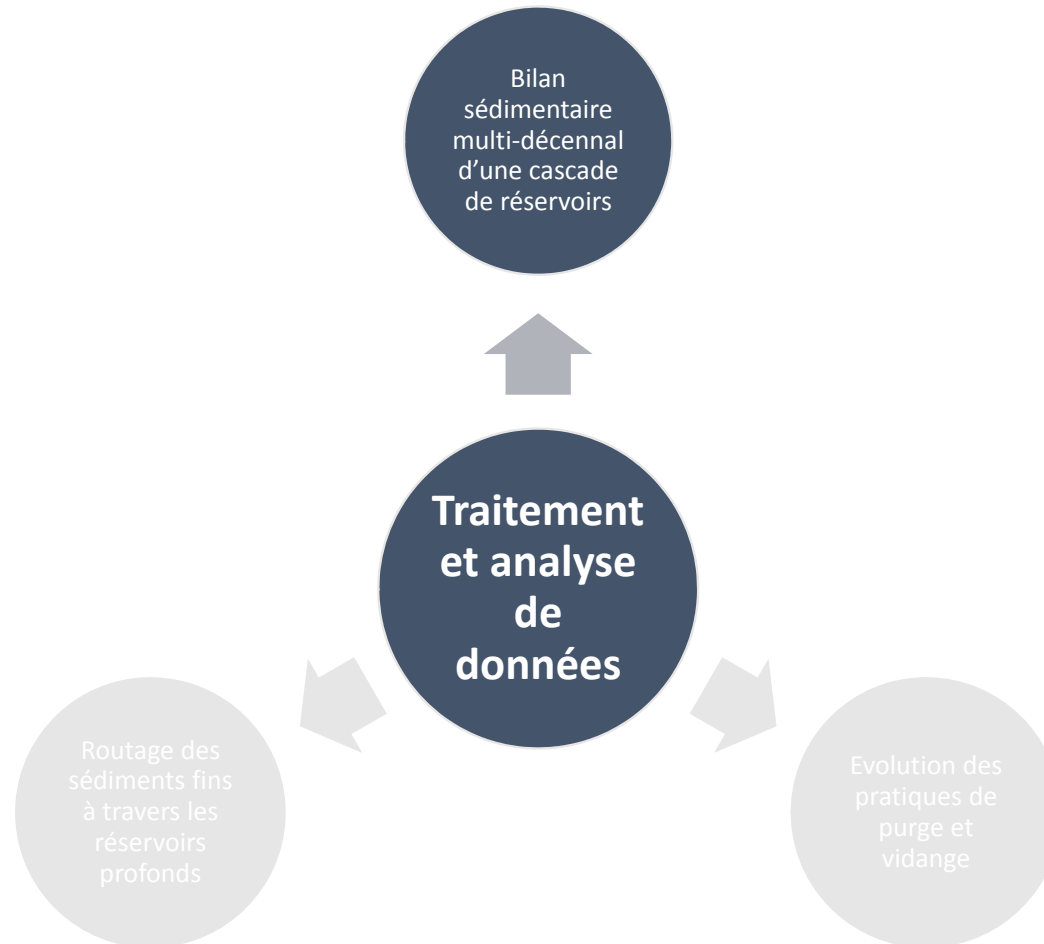 Bilan
sédimentaire
multi-décennal
d'une cascade
de réservoirs
Traitement
et analyse
de
données
Routage des
sédiments fins
à travers les
réservoirs
profonds
Evolution des
pratiques de
purge et
vidange